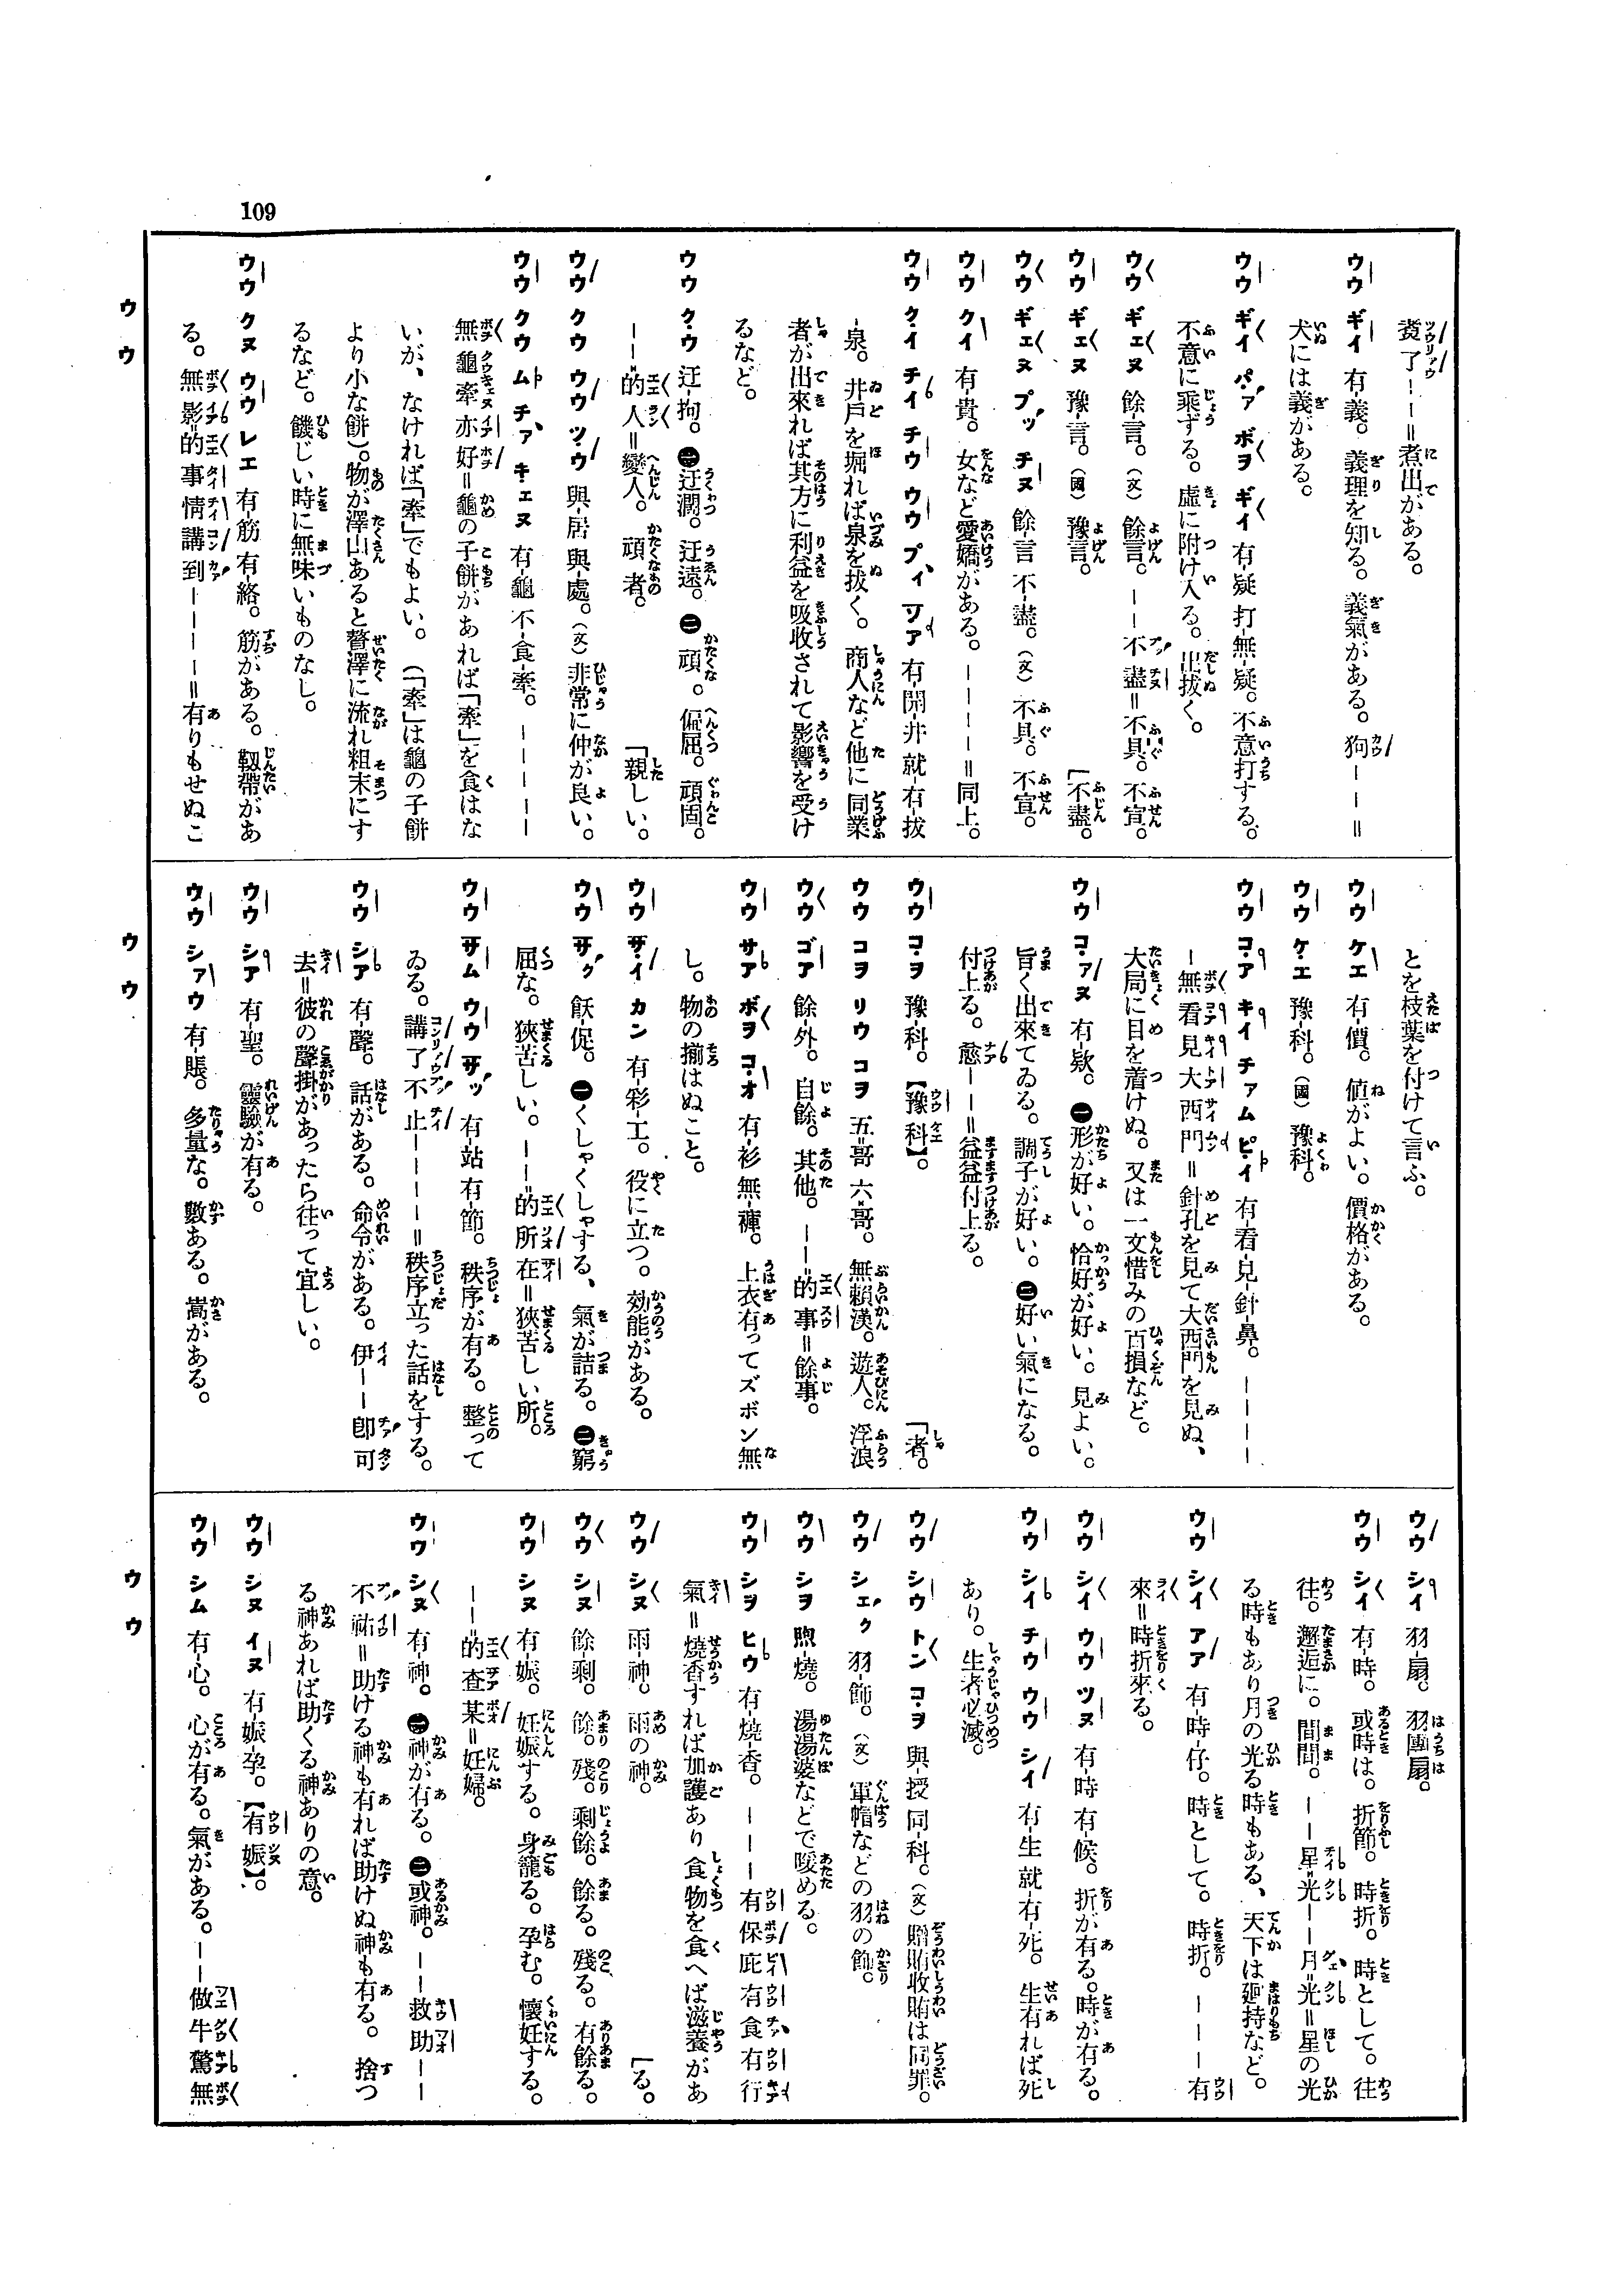 109
煑了ーー＝煮出がある。
ウウ ギイ 有-義。義理を知る。義氣がある。狗ーーー＝
犬には義がある。
ウウ ギイ パァ ボヲ ギイ 有-疑 打-無-疑。不意打する。
不意に乘ずる。虛に附け入る。出拔く。
ウウ ギェヌ 餘-言。（文）餘言。ーー不盡＝不具。不宣。
ウウ ギェヌ 豫-言。（國）豫言。 「不盡。
ウウ ギェヌ プッ チヌ 餘-言 不-盡。（文）不具。不宣。
ウウ クイ 有-貴。女など愛嬌がある。ーーーー＝同上。
ウウ クイ チイ チウ ウウ プイ ツァ 有-開-井 就-有-拔
-泉。井戶を堀れば泉を拔く。商人など他に同業
者が出來れば其方に利益を吸收されて影響を受け
るなど。
ウウ クウ 迂-拘。㊀迂濶。迂遠。㊁頑。偏屈。頑固。
ーー的人＝變人。頑者。 「親しい。
ウウ クウ ウウ ツウ 與-居 與-處。（文）非常に仲が良い。
ウウ クウ ム チァ キェヌ 有-龜 不-食-牽。ーーーー
無龜牽亦好＝龜の子餅があれば「牽」を食はな
いが、なければ「牽」でもよい。（「牽」は龜の子餅
より小な餅）。物が澤山あると贅澤に流れ粗末にす
るなど。饑じい時に無味いものなし。
ウウ クヌ ウウ レエ 有-筋 有-絡。筋がある。靱帶があ
る。無影的事情講到ーーーー＝有りもせぬこ
ウウ
とを枝葉を付けて言ふ。
ウウ ケエ 有-價。値がよい。價格がある。
ウウ ケエ 豫-科。（國）豫科。
ウウ コア キイ チァム ピイ 有-看-見-針-鼻。ーーーー
-無看見大西門＝針孔を見て大西門を見ぬ、
大局に目を着けぬ。又は一文惜みの百損など。
ウウ コァヌ 有-欵。㊀形が好い。恰好が好い。見よい。
旨く出來てゐる。調子が好い。㊁好い氣になる。
付上る。愈ーー＝益益付上る。
ウウ コヲ 豫-科。【豫科】。 「者。
ウウ コヲ リウ コヲ 五-哥 六-哥。無賴漢。遊人。浮浪
ウウ ゴア 餘-外。自餘。其他。ーー的事＝餘事。
ウウ サア ボヲ コオ 有-衫 無-褲。上衣有ってズボン無
し。物の揃はぬこと。
ウウ サイ カン 有-彩-工。役に立つ。効能がある。
ウウ サク 飫-促。㊀くしゃくしゃする、氣が詰る。㊁窮
屈な。狹苦しい。ーー的所在＝狹苦しい所。
ウウ サム ウウ サッ 有-站 有-節。秩序が有る。整って
ゐる。講了不止ーーーー＝秩序立った話をする。
ウウ シア 有-聲。話がある。命令がある。伊ーー卽可
去＝彼の聲掛があったら往って宜しい。
ウウ シア 有-聖。靈驗が有る。
ウウ シァウ 有-賬。多量な。數ある。嵩がある。
ウウ
ウウ シイ 羽-扇。羽團扇。
ウウ シイ 有-時。或時は。折節。時折。時として。往
往。邂逅に。間間。ーー星光ーー月光＝星の光
る時もあり月の光る時もある、天下は廻持など。
ウウ シイ アア 有-時-仔。時として。時折。ーーー有
來＝時折來る。
ウウ シイ ウウ ツヌ 有-時 有-候。折が有る。時が有る。
ウウ シイ チウ ウウ シイ 有-生 就-有-死。生有れば死
あり。生者必滅。
ウウ シウ トン コヲ 與-授 同-科。（文）贈賄收賄は同罪。
ウウ シェク 羽-飾。（文）軍帽などの羽の飾。
ウウ シヲ 煦-燒。湯湯婆などで暖める。
ウウ シヲ ヒウ 有-燒-香。ーーー有保庇有食有行
氣＝燒香すれば加護あり食物を食へば滋養があ
ウウ シヌ 雨-神。雨の神。 「る。
ウウ シヌ 餘-剩。餘。殘。剩餘。餘る。殘る。有餘る。
ウウ シヌ 有-娠。妊娠する。身籠る。孕む。懷妊する。
ーー的查某＝妊婦。
ウウ シヌ 有-神。㊀神が有る。㊁或神。ーー救助ーー
不祐＝助ける神も有れば助けぬ神も有る。捨つ
る神あれば助くる神ありの意。
ウウ シヌ イヌ 有娠孕。【有娠】。
ウウ シム 有-心。心が有る。氣がある。ーー做牛驚無
ウウ